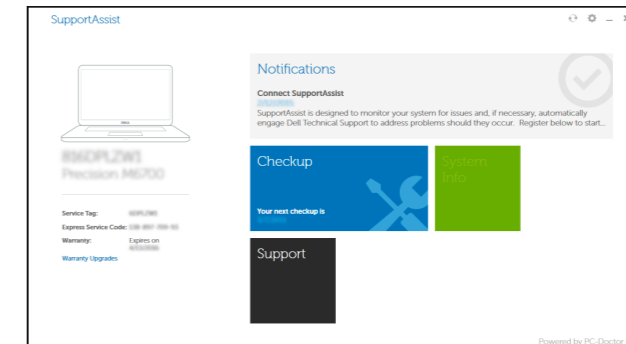 SupportAssist
Notifications
Connect SupportAssist
SupportAssist is designed to monitor your system for issues and, if necessary, automatically
engage Dell Technical Support to address problems should they occur. Register below to start...
Precision M6700
Checkup
System
Info
Your next checkup is
Service Tag:
Express Service Code:
Warranty: Expires on
Warranty Upgrades
Support
Powered by PC-Doctor